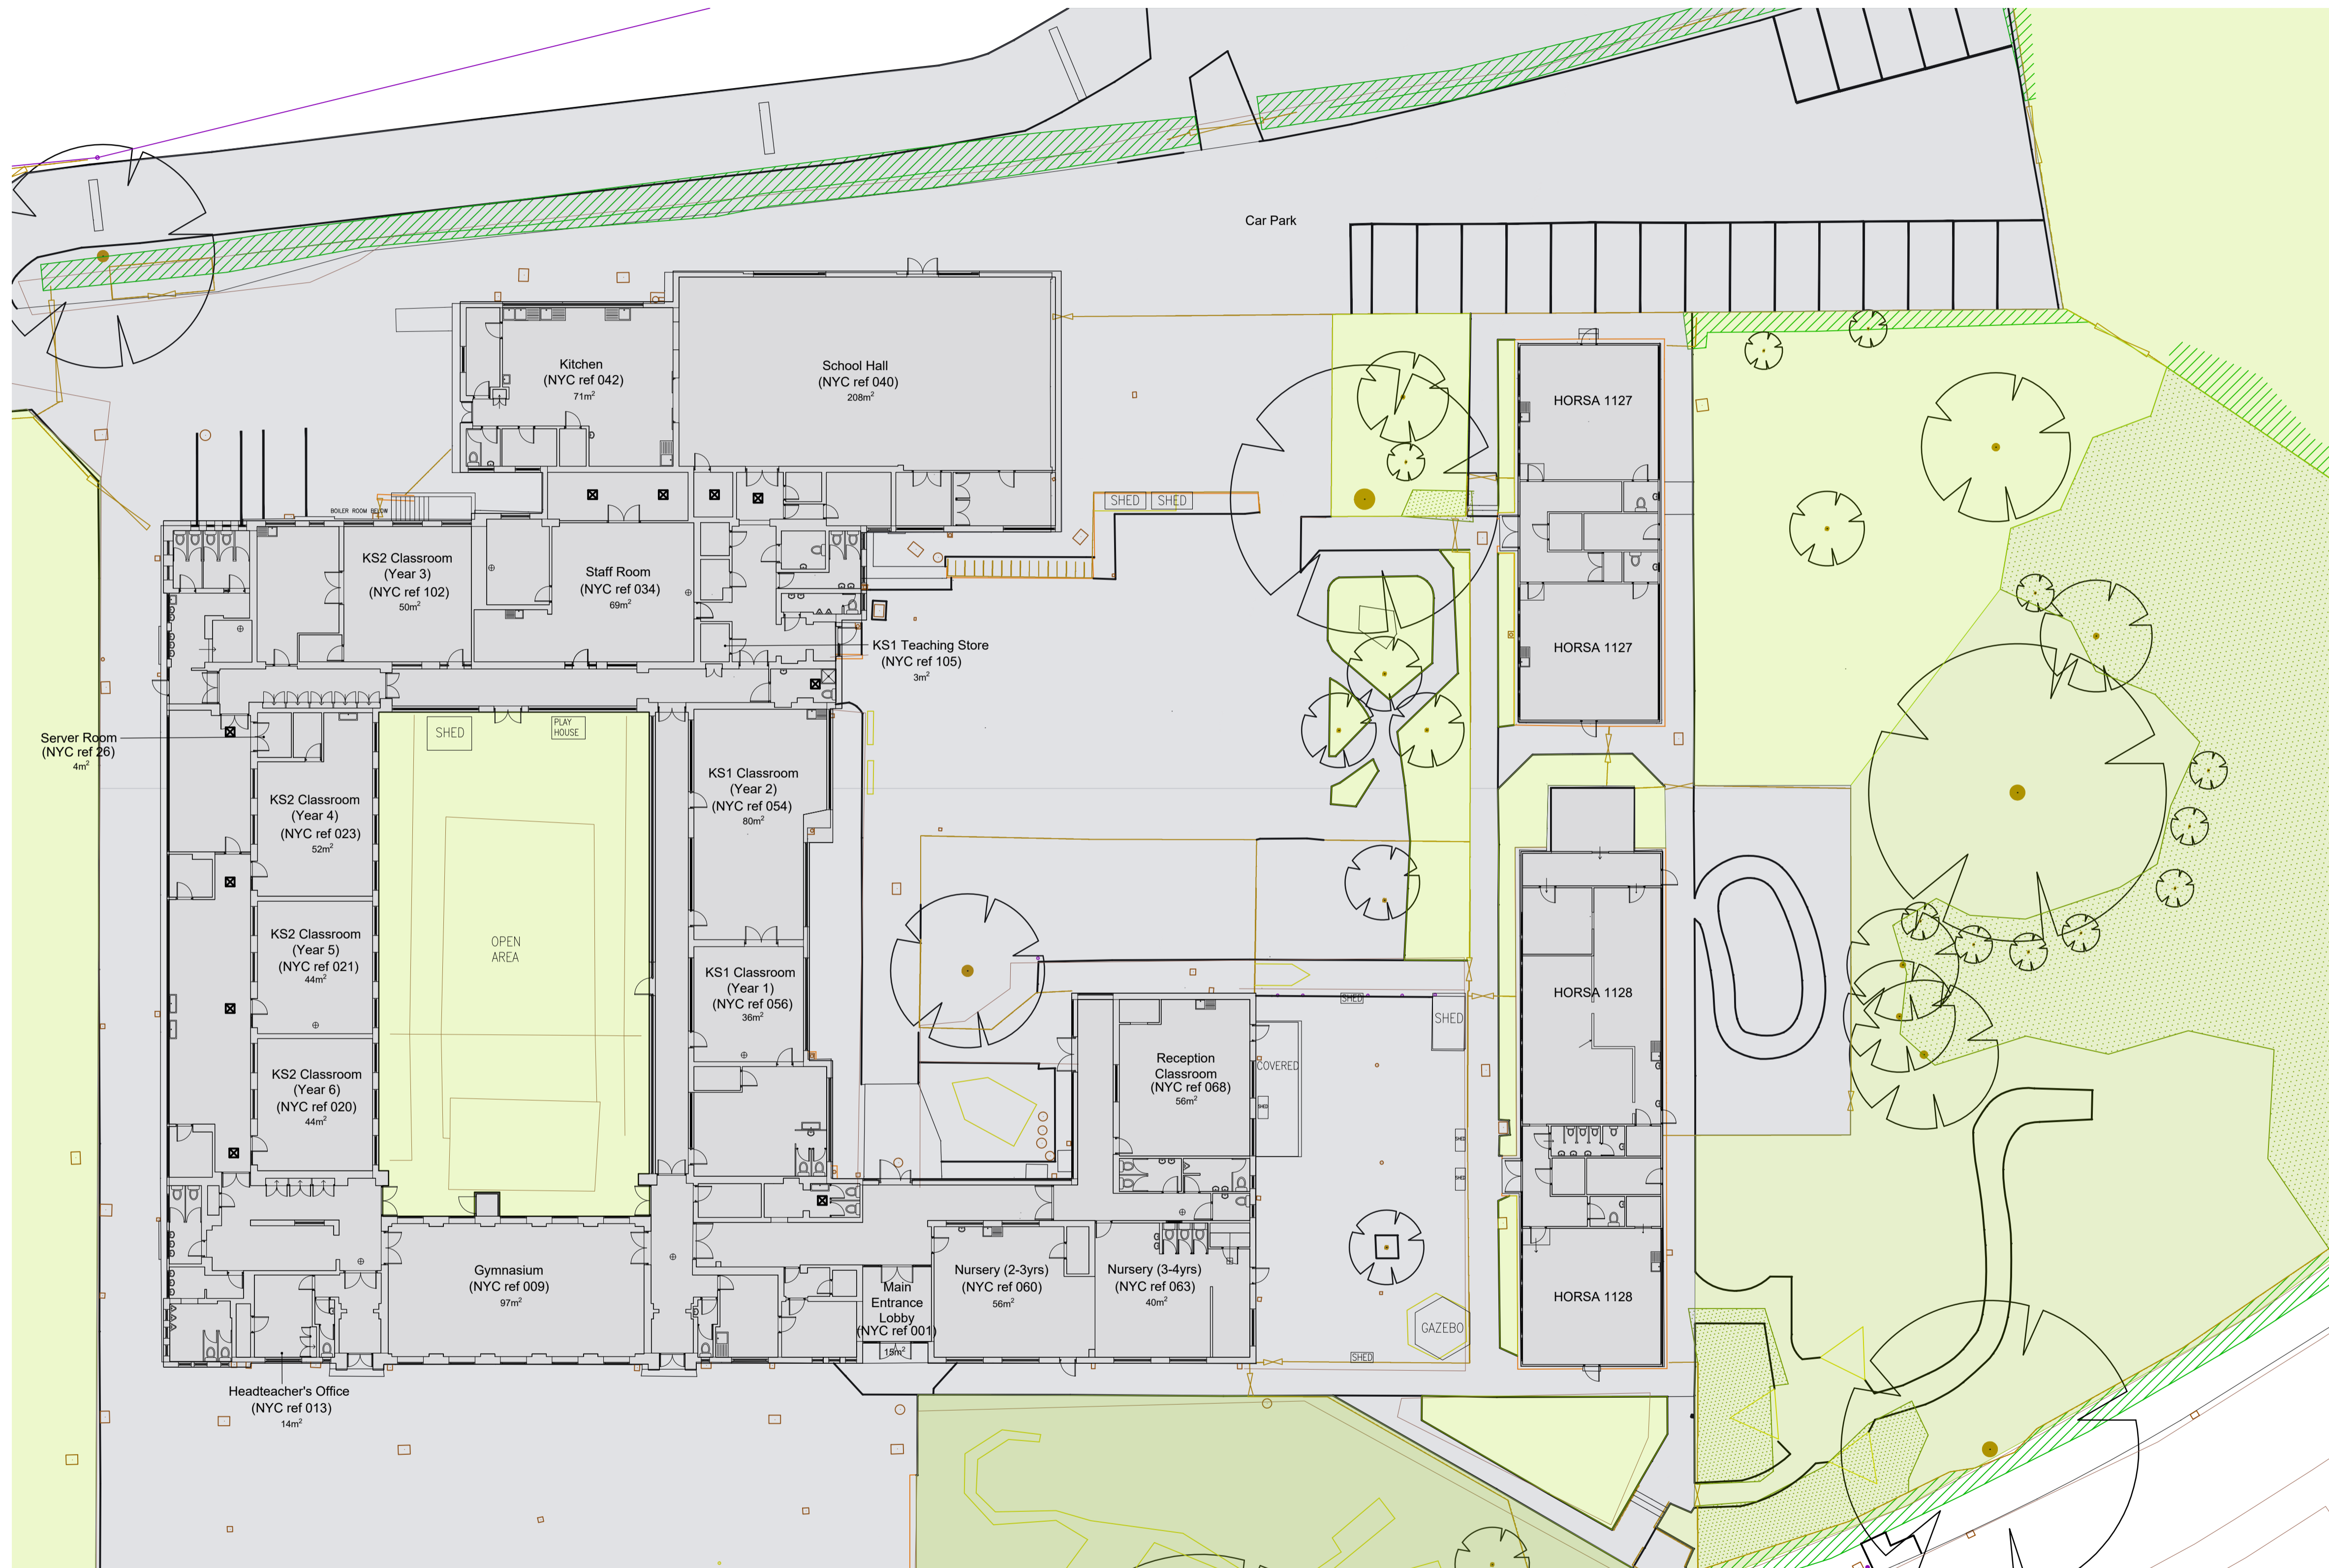 Car Park
Kitchen
(NYC ref 042)
71m²
School Hall
(NYC ref 040)
208m²
HORSA 1127
SHED
SHED
BOILER ROOM BELOW
KS2 Classroom
(Year 3)
(NYC ref 102)
50m²
Staff Room
(NYC ref 034)
69m²
KS1 Teaching Store
(NYC ref 105)
3m²
HORSA 1127
Server Room
(NYC ref 26)
4m²
SHED
PLAY
HOUSE
KS2 Classroom
(Year 4)
(NYC ref 023)
52m²
KS1 Classroom
(Year 2)
(NYC ref 054)
80m²
KS2 Classroom
(Year 5)
(NYC ref 021)
44m²
OPEN
AREA
KS1 Classroom
(Year 1)
(NYC ref 056)
36m²
HORSA 1128
SHED
SHED
KS2 Classroom
(Year 6)
(NYC ref 020)
44m²
Reception
Classroom
(NYC ref 068)
56m²
COVERED
SHED
SHED
SHED
Gymnasium
(NYC ref 009)
97m²
Main
Entrance
Lobby
(NYC ref 001)
15m²
Nursery (2-3yrs)
(NYC ref 060)
56m²
Nursery (3-4yrs)
(NYC ref 063)
40m²
HORSA 1128
GAZEBO
SHED
Headteacher's Office
(NYC ref 013)
14m²